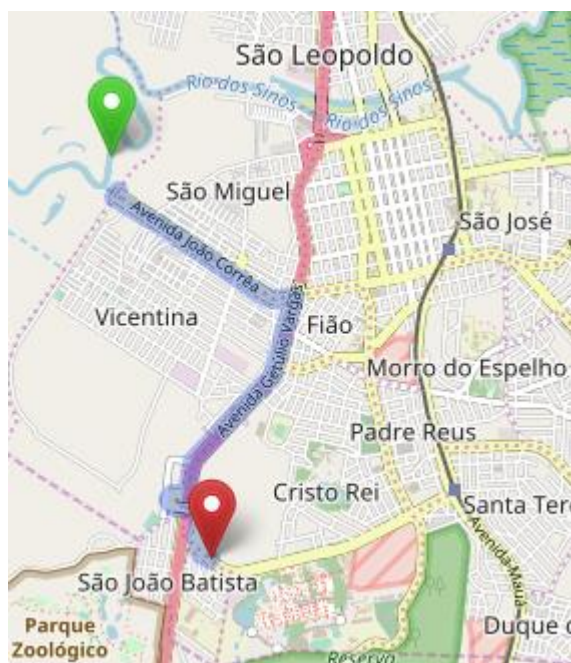 São Leopoldo
Rio dos Sinos
Rio dos Sinos
São Miguel
São José
Avenida João Corrêa
Vicentina
Fião
Avenida Getúlio Vargas
Morro do Espelho
Padre Reus
Cristo Rei
Santa Tere
Avenida Mauá
São João Batista
Parque
Zoológico
Duque d
Reserva